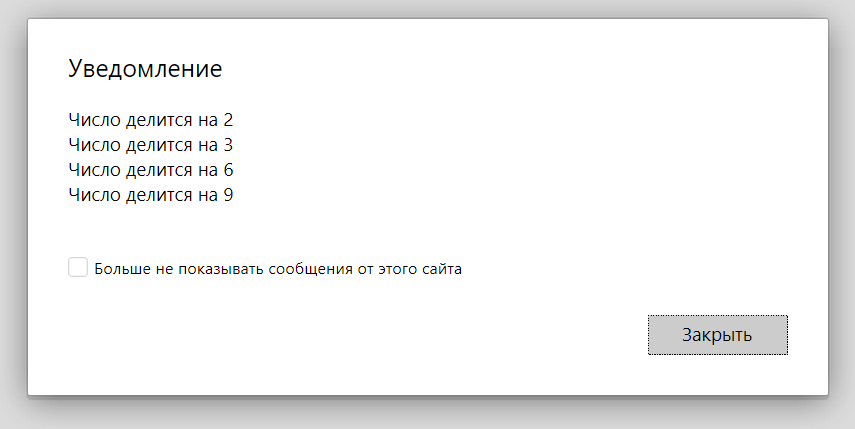 Уведомление
Число делится на 2
Число делится на 3
Число делится на 6
Число делится на 9
Больше не показывать сообщения от этого сайта
Закрыть